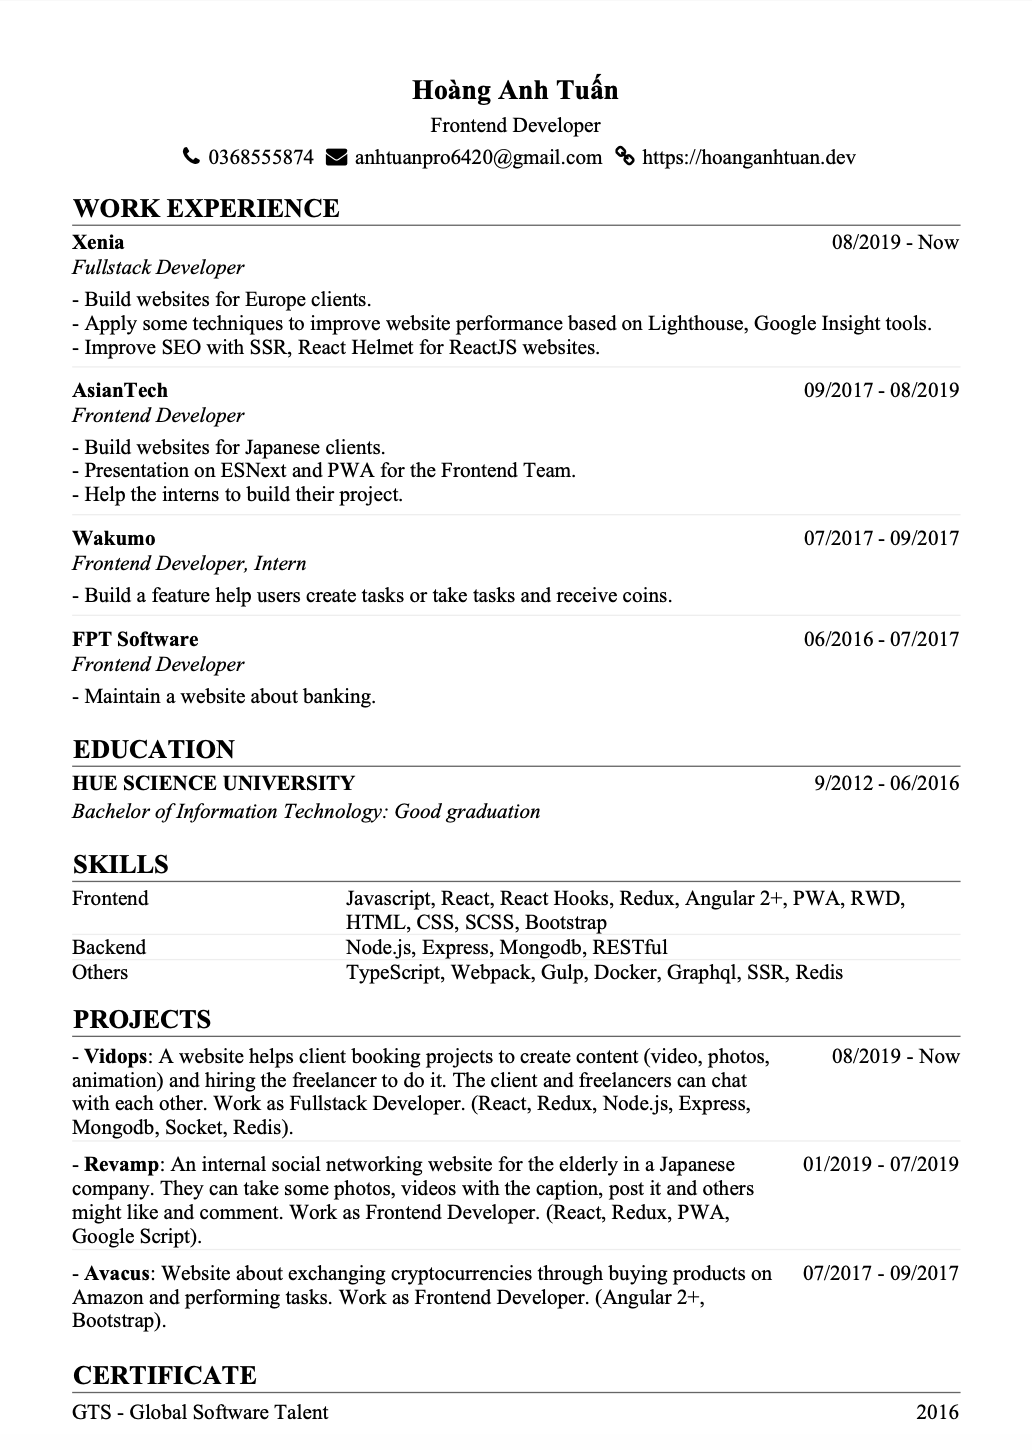 Hoàng Anh Tuấn
Frontend Developer
0368555874 anhtuanpro6420@gmail.com https://hoanganhtuan.dev
WORK EXPERIENCE
Xenia 08/2019 - Now
Fullstack Developer
- Build websites for Europe clients.
- Apply some techniques to improve website performance based on Lighthouse, Google Insight tools.
- Improve SEO with SSR, React Helmet for ReactJS websites.
AsianTech 09/2017 - 08/2019
Frontend Developer
- Build websites for Japanese clients.
- Presentation on ESNext and PWA for the Frontend Team.
- Help the interns to build their project.
Wakumo 07/2017 - 09/2017
Frontend Developer, Intern
- Build a feature help users create tasks or take tasks and receive coins.
FPT Software 06/2016 - 07/2017
Frontend Developer
- Maintain a website about banking.
EDUCATION
HUE SCIENCE UNIVERSITY 9/2012 - 06/2016
Bachelor of Information Technology: Good graduation
SKILLS
Frontend Javascript, React, React Hooks, Redux, Angular 2+, PWA, RWD,
HTML, CSS, SCSS, Bootstrap
Backend Node.js, Express, Mongodb, RESTful
Others TypeScript, Webpack, Gulp, Docker, Graphql, SSR, Redis
PROJECTS
- Vidops: A website helps client booking projects to create content (video, photos, 08/2019 - Now
animation) and hiring the freelancer to do it. The client and freelancers can chat
with each other. Work as Fullstack Developer. (React, Redux, Node.js, Express,
Mongodb, Socket, Redis).
- Revamp: An internal social networking website for the elderly in a Japanese 01/2019 - 07/2019
company. They can take some photos, videos with the caption, post it and others
might like and comment. Work as Frontend Developer. (React, Redux, PWA,
Google Script).
- Avacus: Website about exchanging cryptocurrencies through buying products on 07/2017 - 09/2017
Amazon and performing tasks. Work as Frontend Developer. (Angular 2+,
Bootstrap).
CERTIFICATE
GTS - Global Software Talent 2016